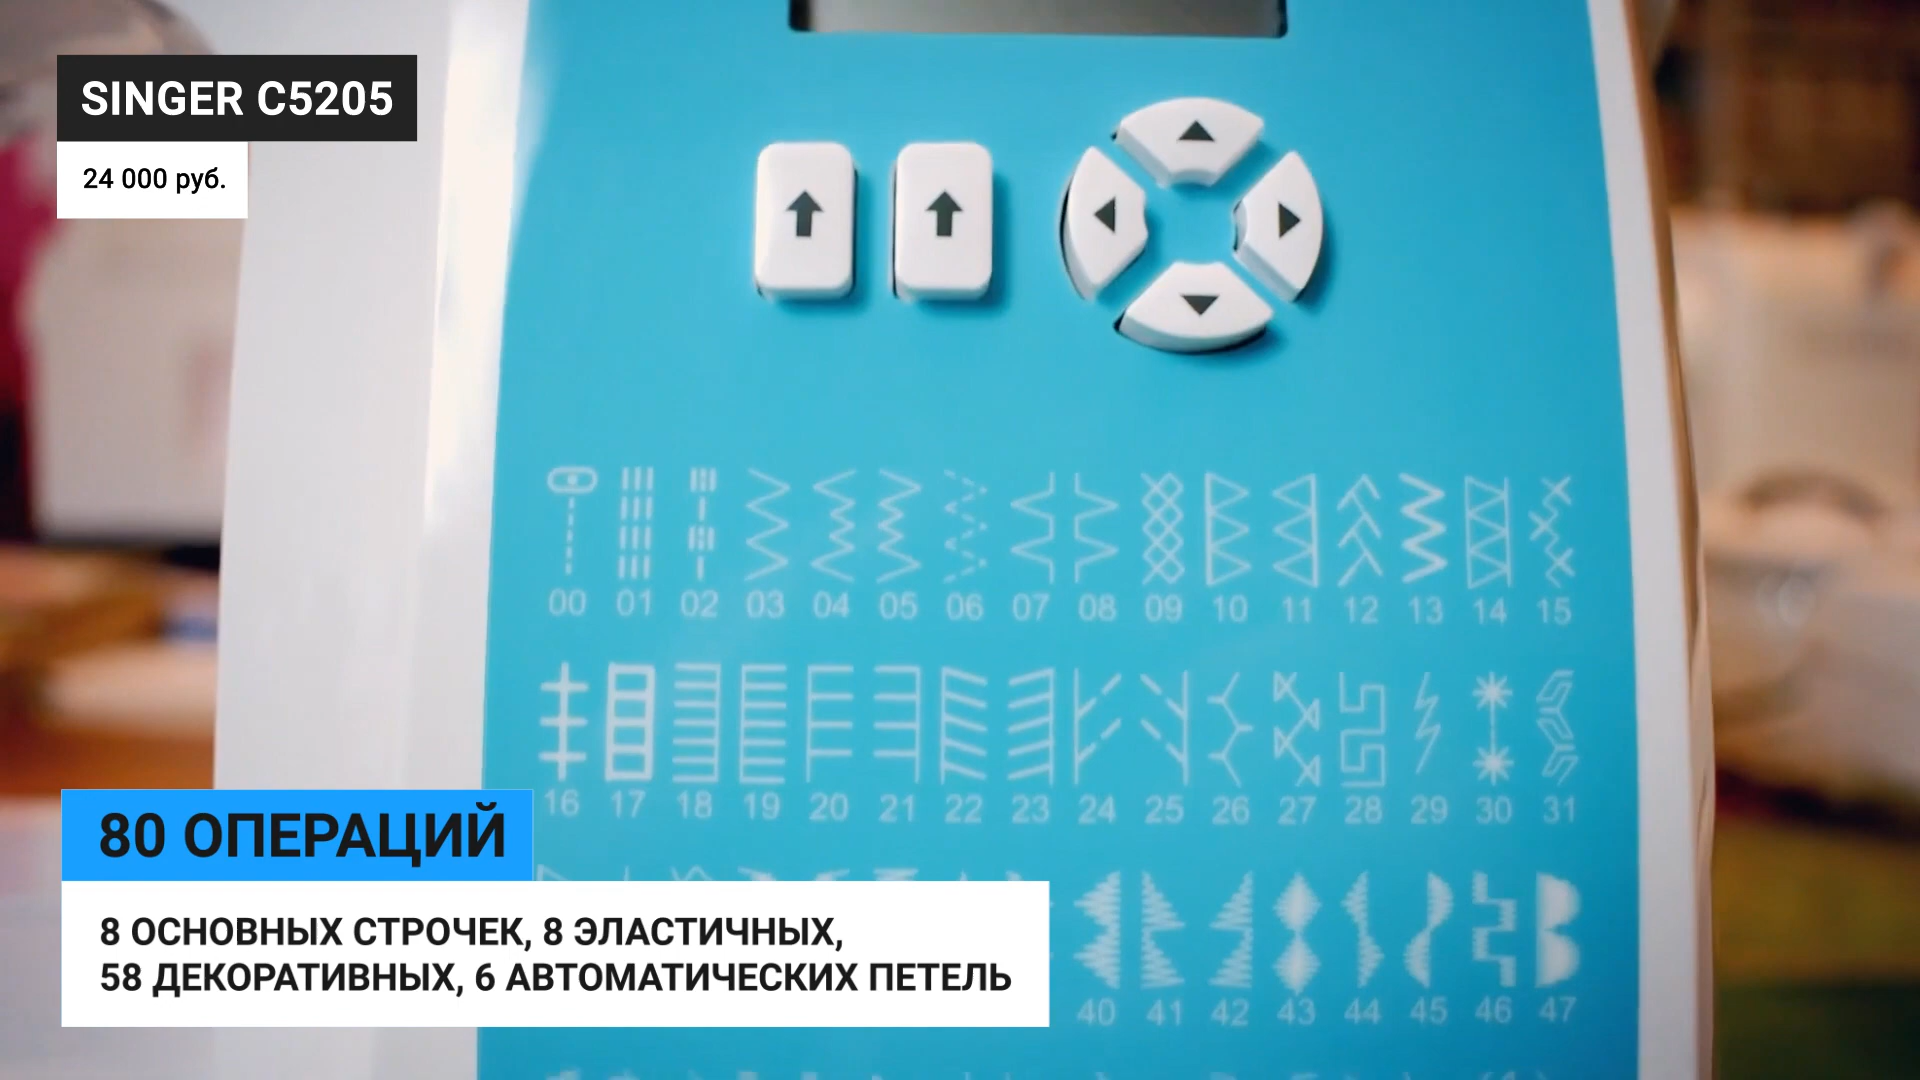 SINGER C5205
24 000 руб.
00 01 02 03 04 05 06 07 08 09 10 11 12 13 14 15
16 17 18 19 20 21 22 23 24 25 26 27 28 29 30 31
80 ОПЕРАЦИЙ
8 ОСНОВНЫХ СТРОЧЕК, 8 ЭЛАСТИЧНЫХ,
58 ДЕКОРАТИВНЫХ, 6 АВТОМАТИЧЕСКИХ ПЕТЕЛЬ
40 41 42 43 44 45 46 47